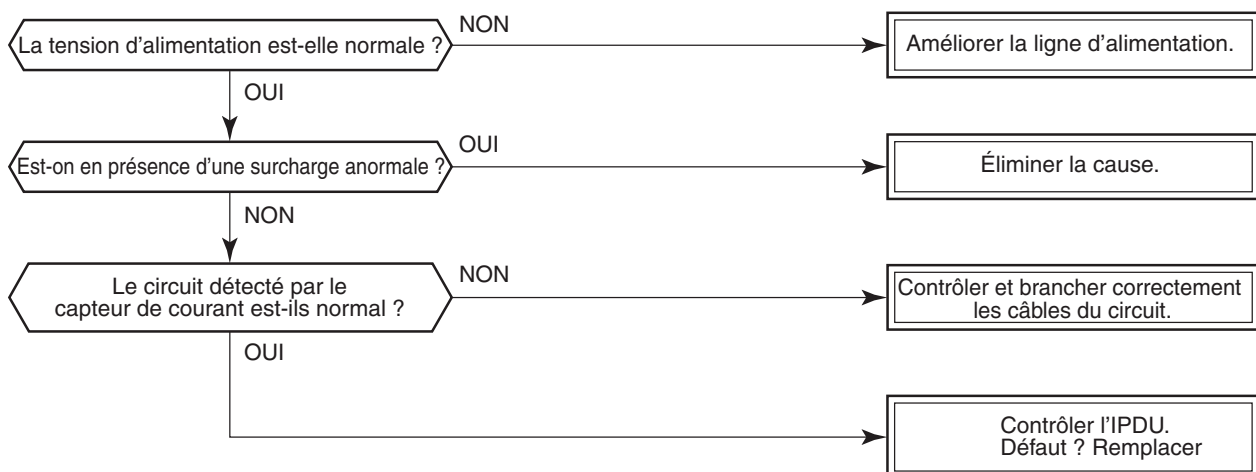 La tension d'alimentation est-elle normale ?
NON
Améliorer la ligne d'alimentation.
OUI
Est-on en présence d'une surcharge anormale ?
OUI
Éliminer la cause.
NON
Le circuit détecté par le
capteur de courant est-ils normal ?
NON
Contrôler et brancher correctement
les câbles du circuit.
OUI
Contrôler l'IPDU.
Défaut ? Remplacer